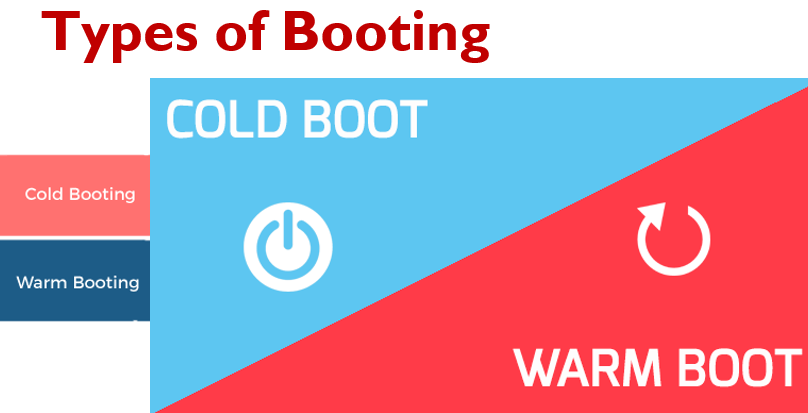 Types of Booting
COLD BOOT
Cold Booting
Warm Booting
WARM BOOT